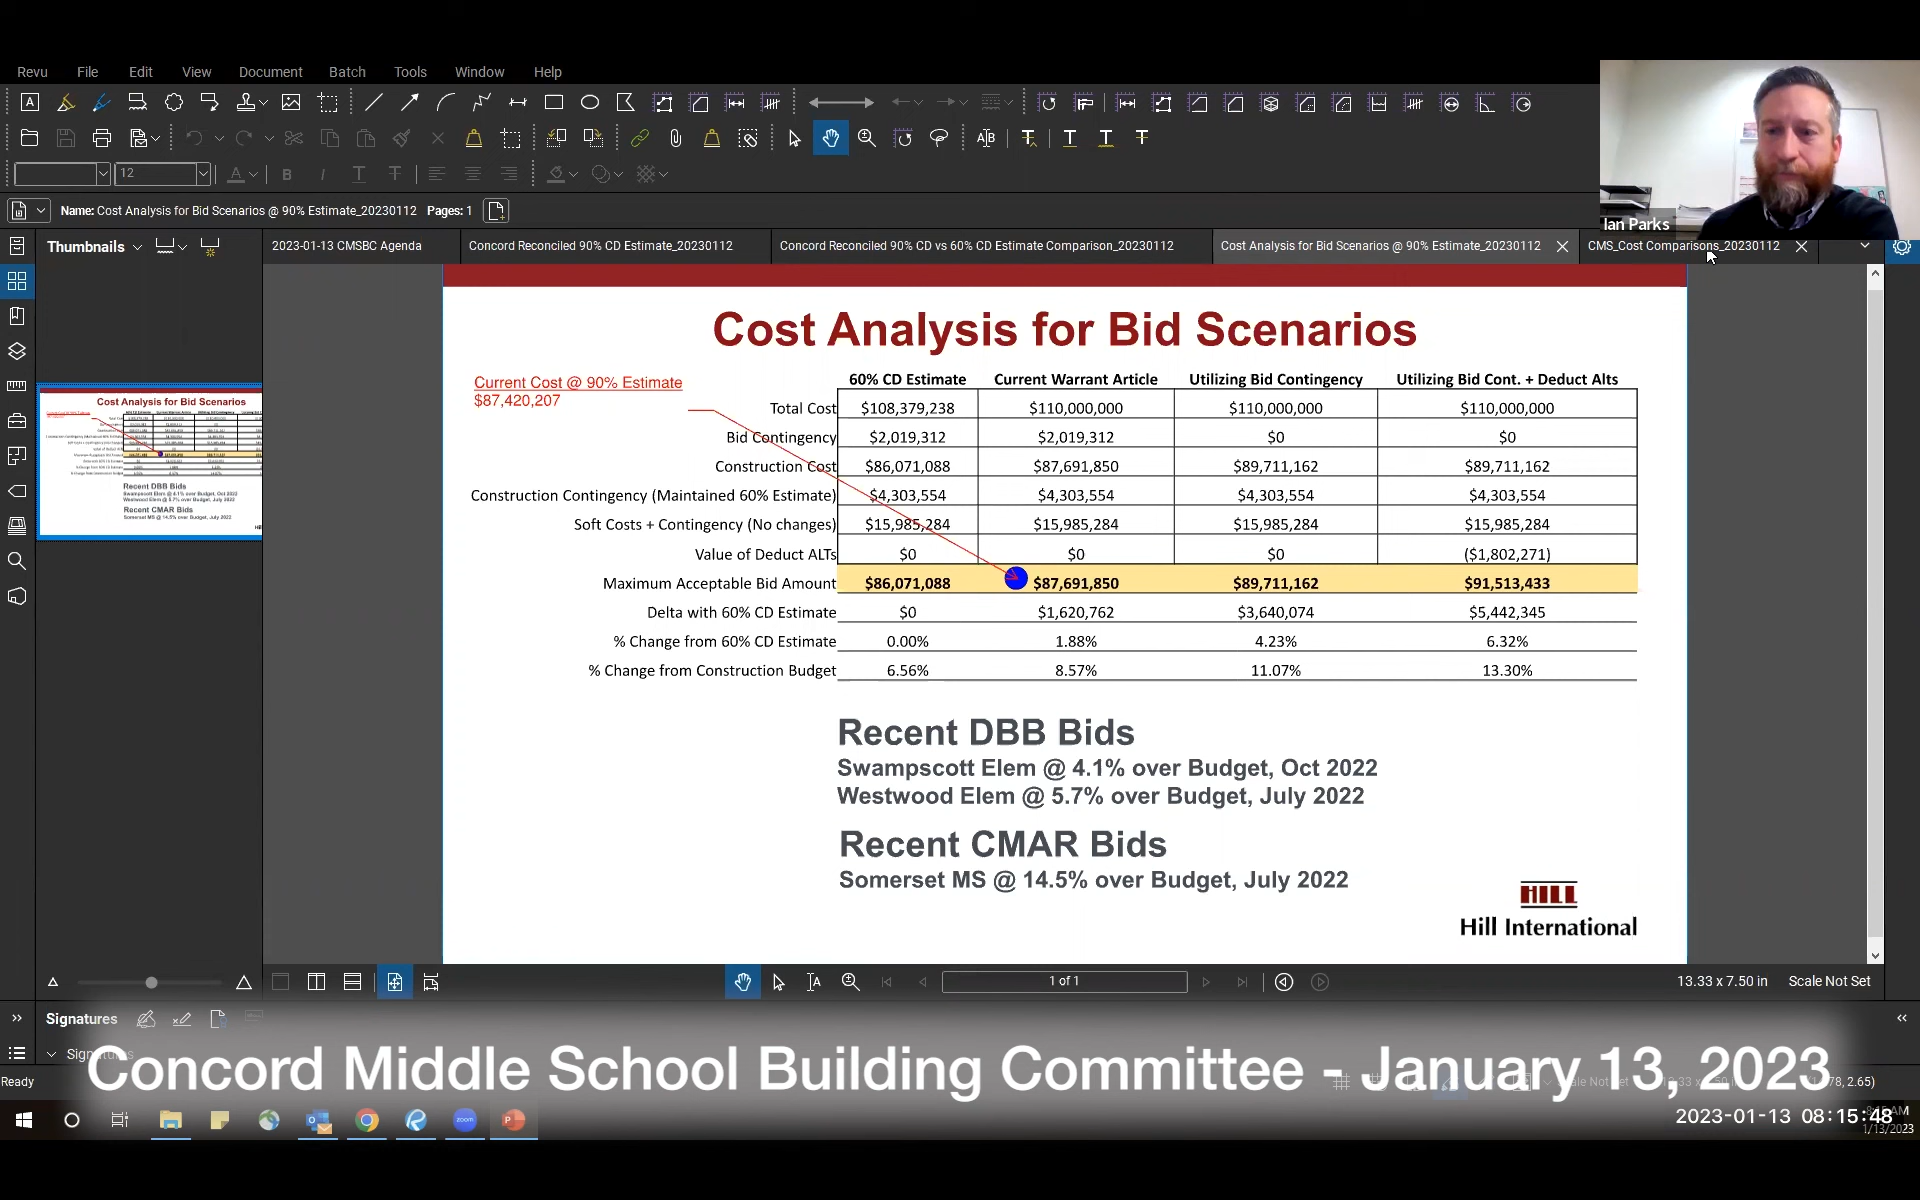 Revu File Edit View Document Batch Tools Window Help
12
Name: Cost Analysis for Bid Scenarios @ 90% Estimate_20230112 Pages: 1
Ian Parks
Thumbnails
2023-01-13 CMSBC Agenda
Concord Reconciled 90% CD Estimate_20230112
Concord Reconciled 90% CD vs 60% CD Estimate Comparison_20230112
Cost Analysis for Bid Scenarios @ 90% Estimate_20230112
CMS_Cost Comparisons_20230112
Cost Analysis for Bid Scenarios
Current Cost @ 90% Estimate
$87,420,207
60% CD Estimate Current Warrant Article Utilizing Bid Contingency Utilizing Bid Cont. + Deduct Alts
Total Cost $108,379,238 $110,000,000 $110,000,000 $110,000,000
Bid Contingency $2,019,312 $2,019,312 $0 $0
Construction Cost $86,071,088 $87,691,850 $89,711,162 $89,711,162
Construction Contingency (Maintained 60% Estimate) $4,303,554 $4,303,554 $4,303,554 $4,303,554
Soft Costs + Contingency (No changes) $15,985,284 $15,985,284 $15,985,284 $15,985,284
Value of Deduct ALTs $0 $0 $0 ($1,802,271)
Maximum Acceptable Bid Amount $86,071,088 $87,691,850 $89,711,162 $91,513,433
Delta with 60% CD Estimate $0 $1,620,762 $3,640,074 $5,442,345
% Change from 60% CD Estimate 0.00% 1.88% 4.23% 6.32%
% Change from Construction Budget 6.56% 8.57% 11.07% 13.30%
Recent DBB Bids
Swampscott Elem @ 4.1% over Budget, Oct 2022
Westwood Elem @ 5.7% over Budget, July 2022
Recent CMAR Bids
Somerset MS @ 14.5% over Budget, July 2022
HILL
Hill International
1 of 1
13.33 x 7.50 in Scale Not Set
Signatures
Signatures
Concord Middle School Building Committee - January 13, 2023
Ready
2023-01-13 08:15:48
1/13/2023